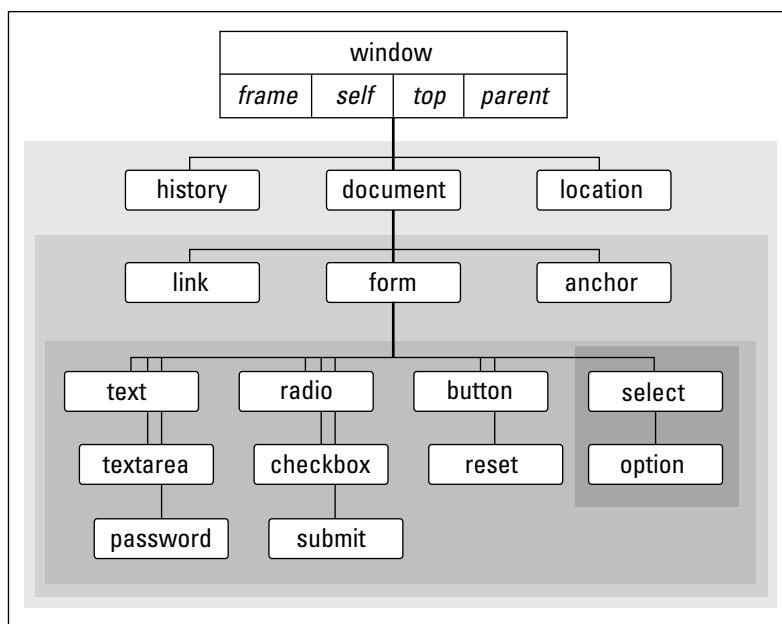 window
frame self top parent
history document location
link form anchor
text radio button select
textarea checkbox reset option
password submit